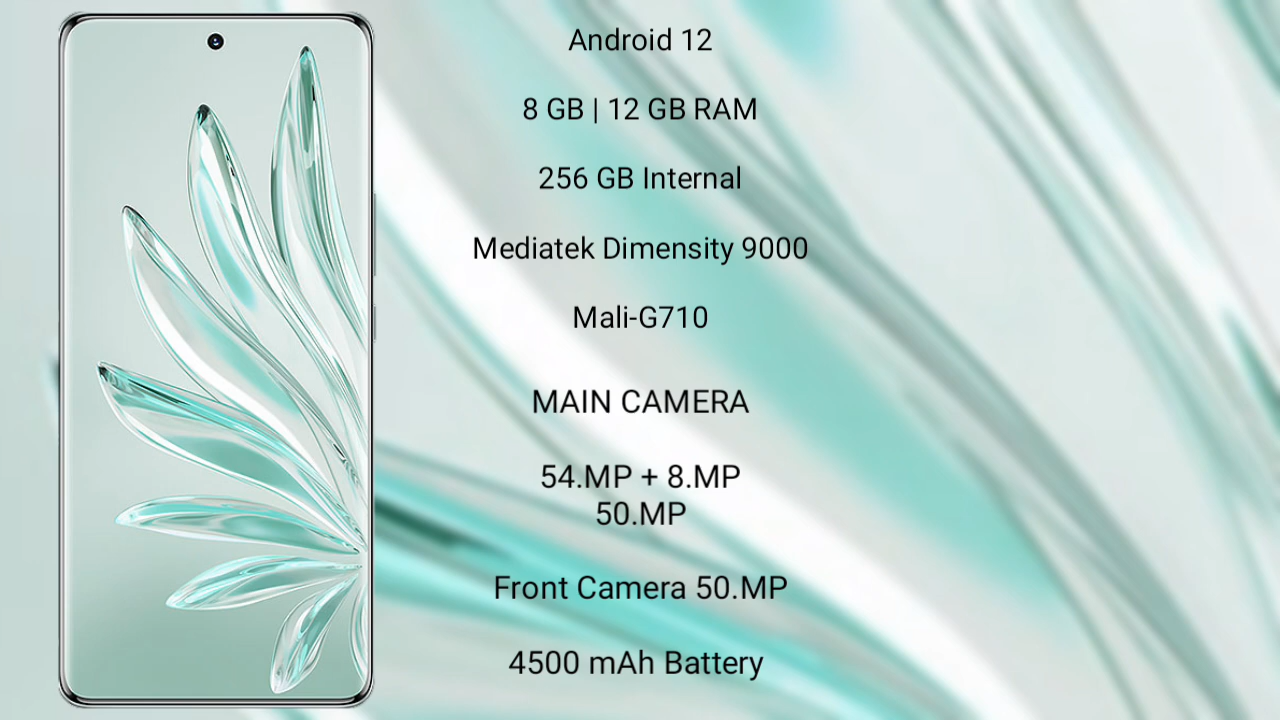 Android 12
8 GB | 12 GB RAM
256 GB Internal
Mediatek Dimensity 9000
Mali-G710
MAIN CAMERA
54.MP + 8.MP
50.MP
Front Camera 50.MP
4500 mAh Battery